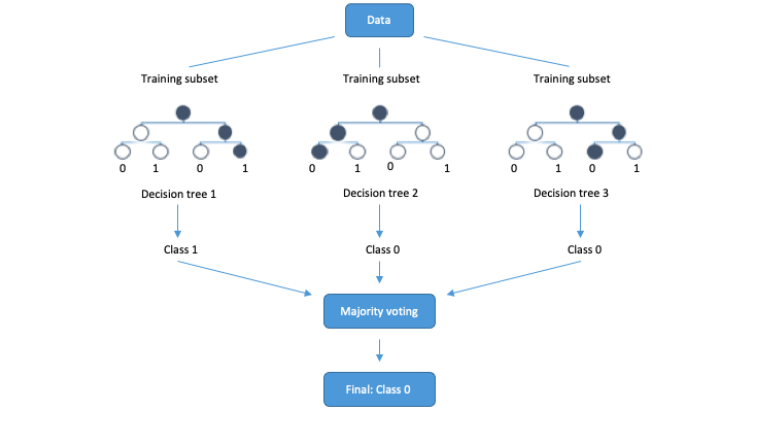 Data
Training subset
Training subset
Training subset
0 1 0 1
0 1 0 1
0 1 0 1
Decision tree 1
Decision tree 2
Decision tree 3
Class 1
Class 0
Class 0
Majority voting
Final: Class 0